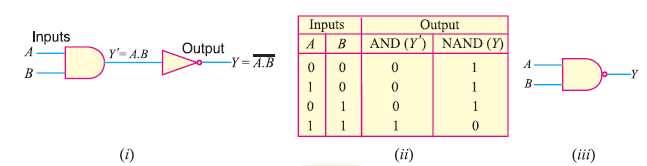 Inputs
A
B
Y'= A.B
Output
Y = \overline{A.B}
(i)
Inputs Output
A B AND (Y') NAND (Y)
0 0 0 1
1 0 0 1
0 1 0 1
1 1 1 0
(ii)
A
B
Y
(iii)